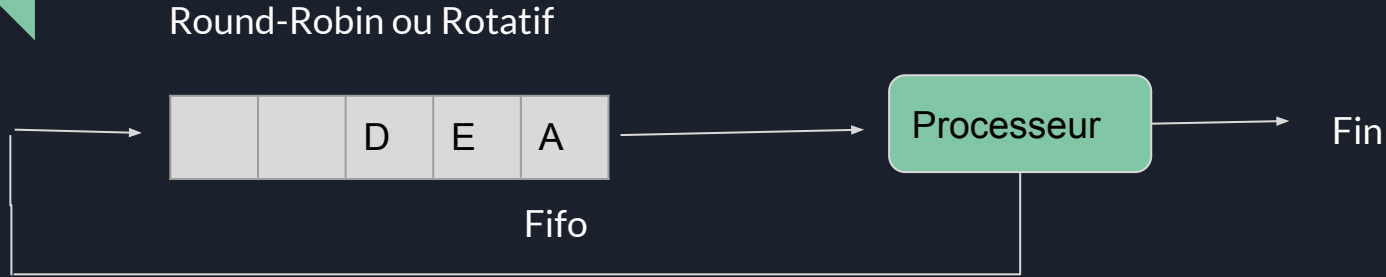 Round-Robin ou Rotatif
D E A
Processeur
Fin
Fifo